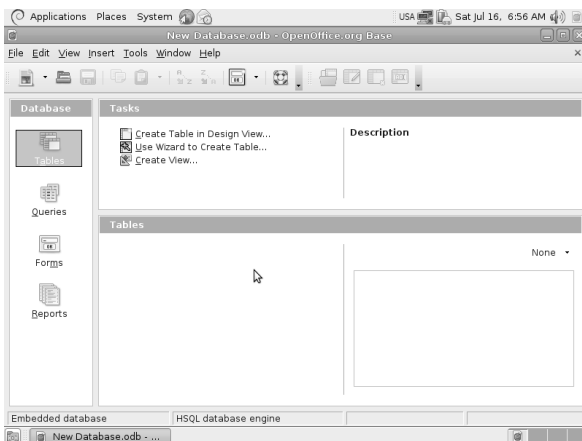 Applications Places System USA Sat Jul 16, 6:56 AM
New Database.odb - OpenOffice.org Base
File Edit View Insert Tools Window Help
Database
Tables
Queries
Forms
Reports
Tasks
Create Table in Design View...
Use Wizard to Create Table...
Create View...
Description
Tables
None
Embedded database HSQL database engine
New Database.odb - ...